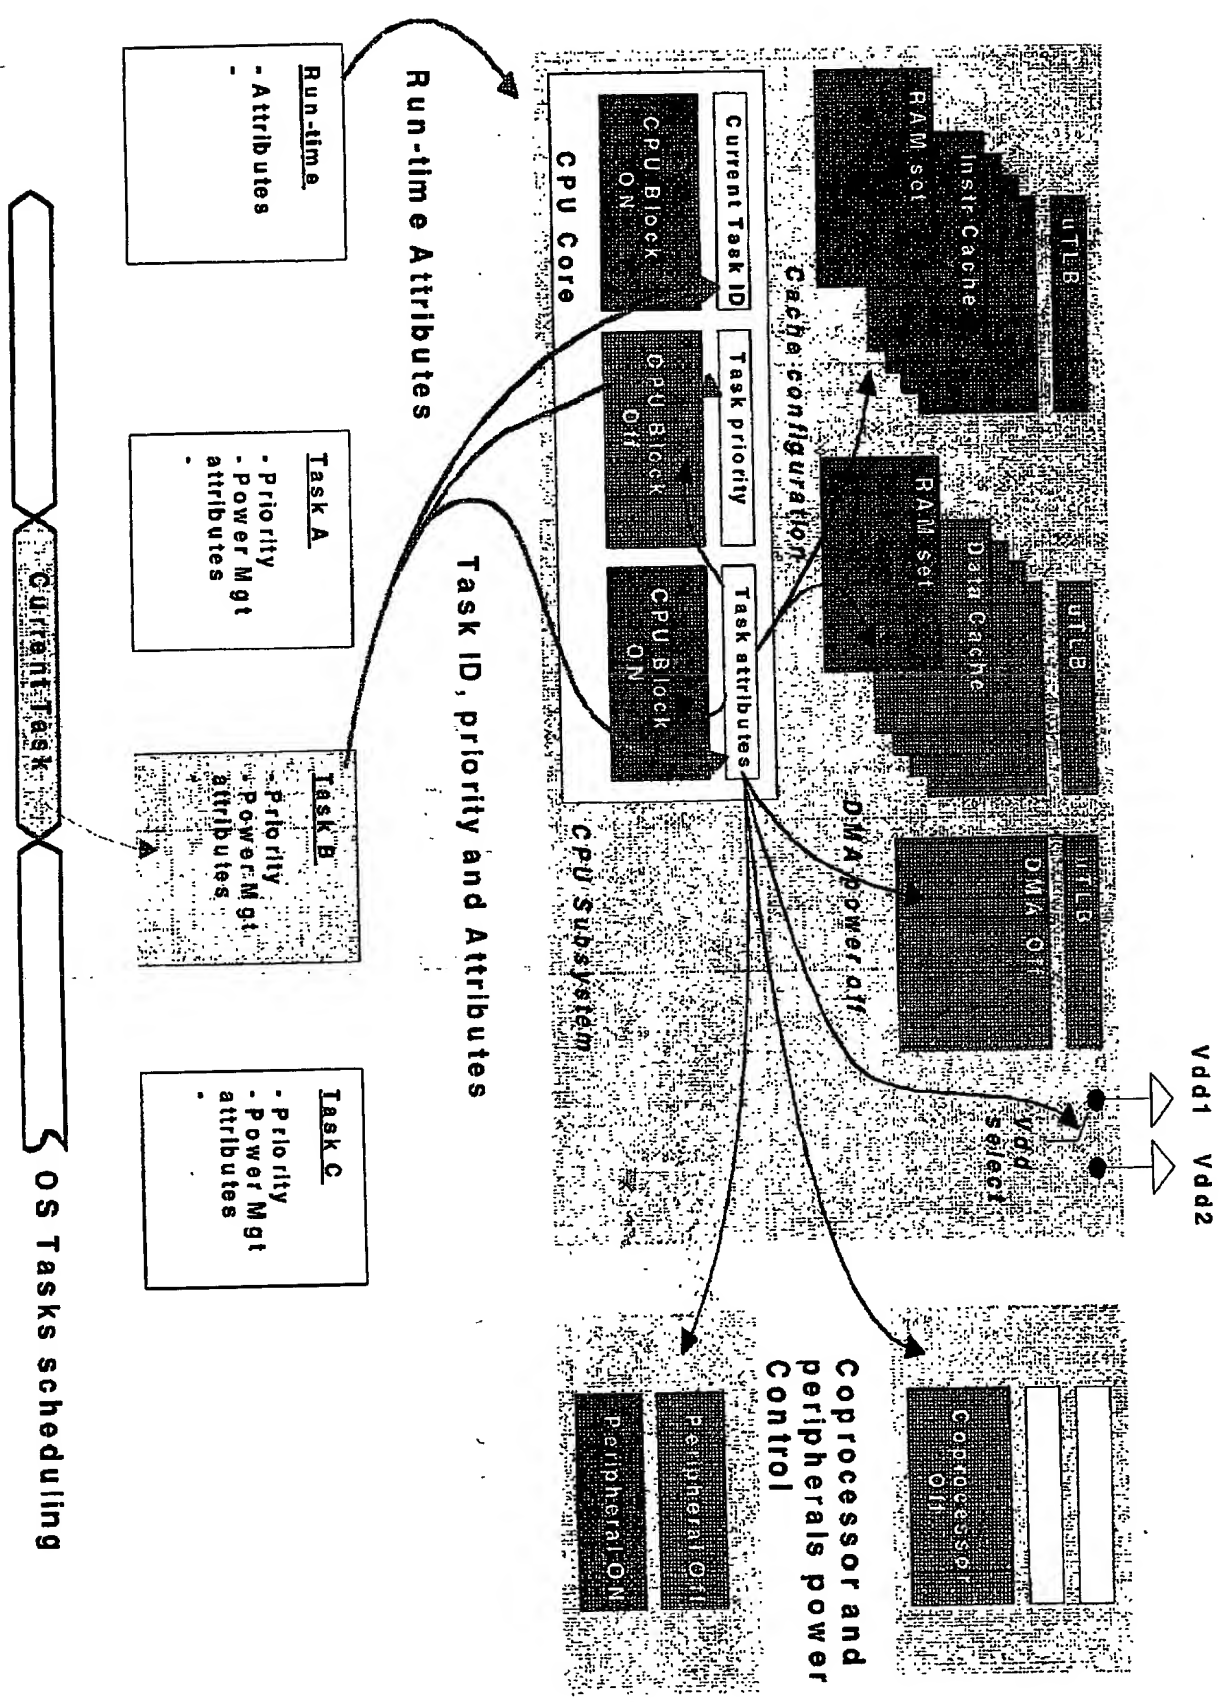 Vdd1
Vdd2
uTLB
Instr Cache
RAM set
uTLB
Data Cache
RAM set
uTLB
DMA Off
Vdd
select
Cache configuration
DMA power off
Current Task ID
Task priority
Task attributes
CPU Block
ON
CPU Block
Off
CPU Block
ON
CPU Core
CPU Subsystem
Coprocessor
Off
Coprocessor and
peripherals power
Control
Peripheral Off
Peripheral ON
Run-time Attributes
Task ID, priority and Attributes
Run-time
- Attributes
-
Task A
- Priority
- Power Mgt
attributes
-
Task B
- Priority
- Power Mgt
attributes
-
Task C
- Priority
- Power Mgt
attributes
-
Current Task
OS Tasks scheduling